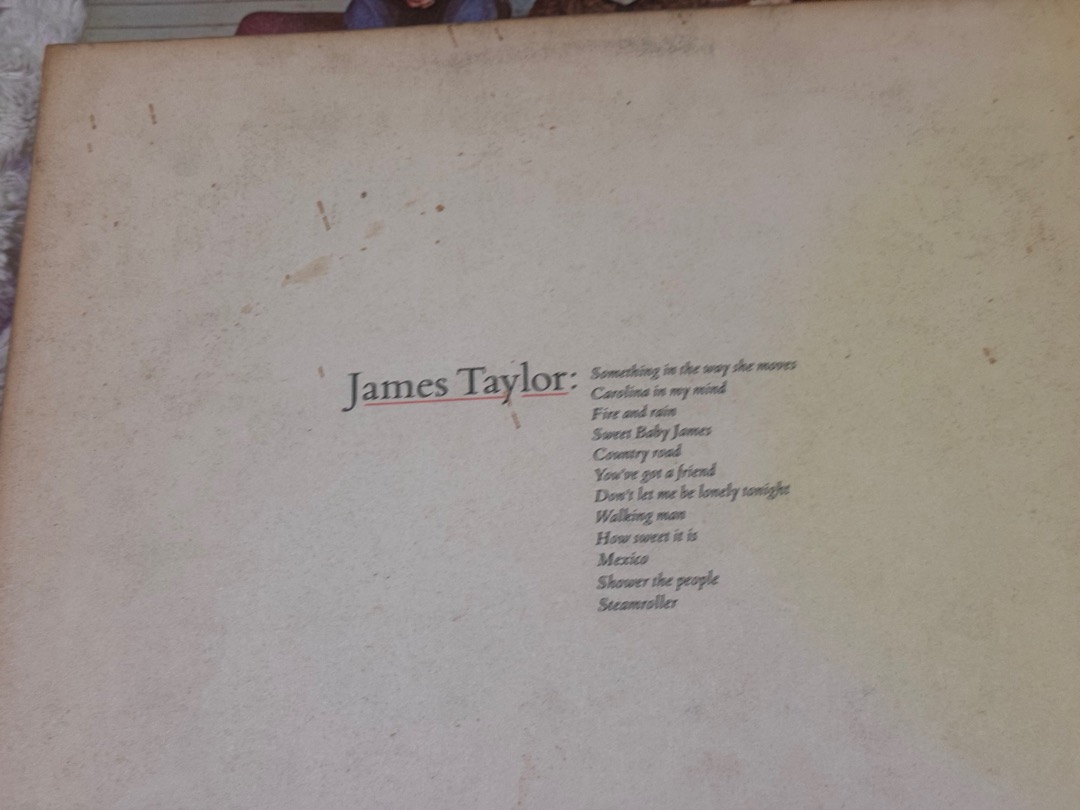 James Taylor:
Something in the way she moves
Carolina in my mind
Fire and rain
Sweet Baby James
Country road
You've got a friend
Don't let me be lonely tonight
Walking man
How sweet it is
Mexico
Shower the people
Steamroller